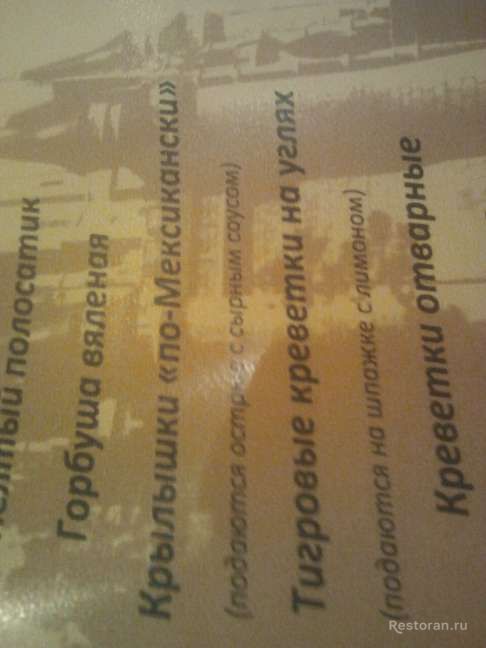 полосатик
Горбуша вяленая
Крылышки «по-Мексикански»
(подаются острые с сырным соусом)
Тигровые креветки на углях
(подаются на шпажке с лимоном)
Креветки отварные
Restoran.ru